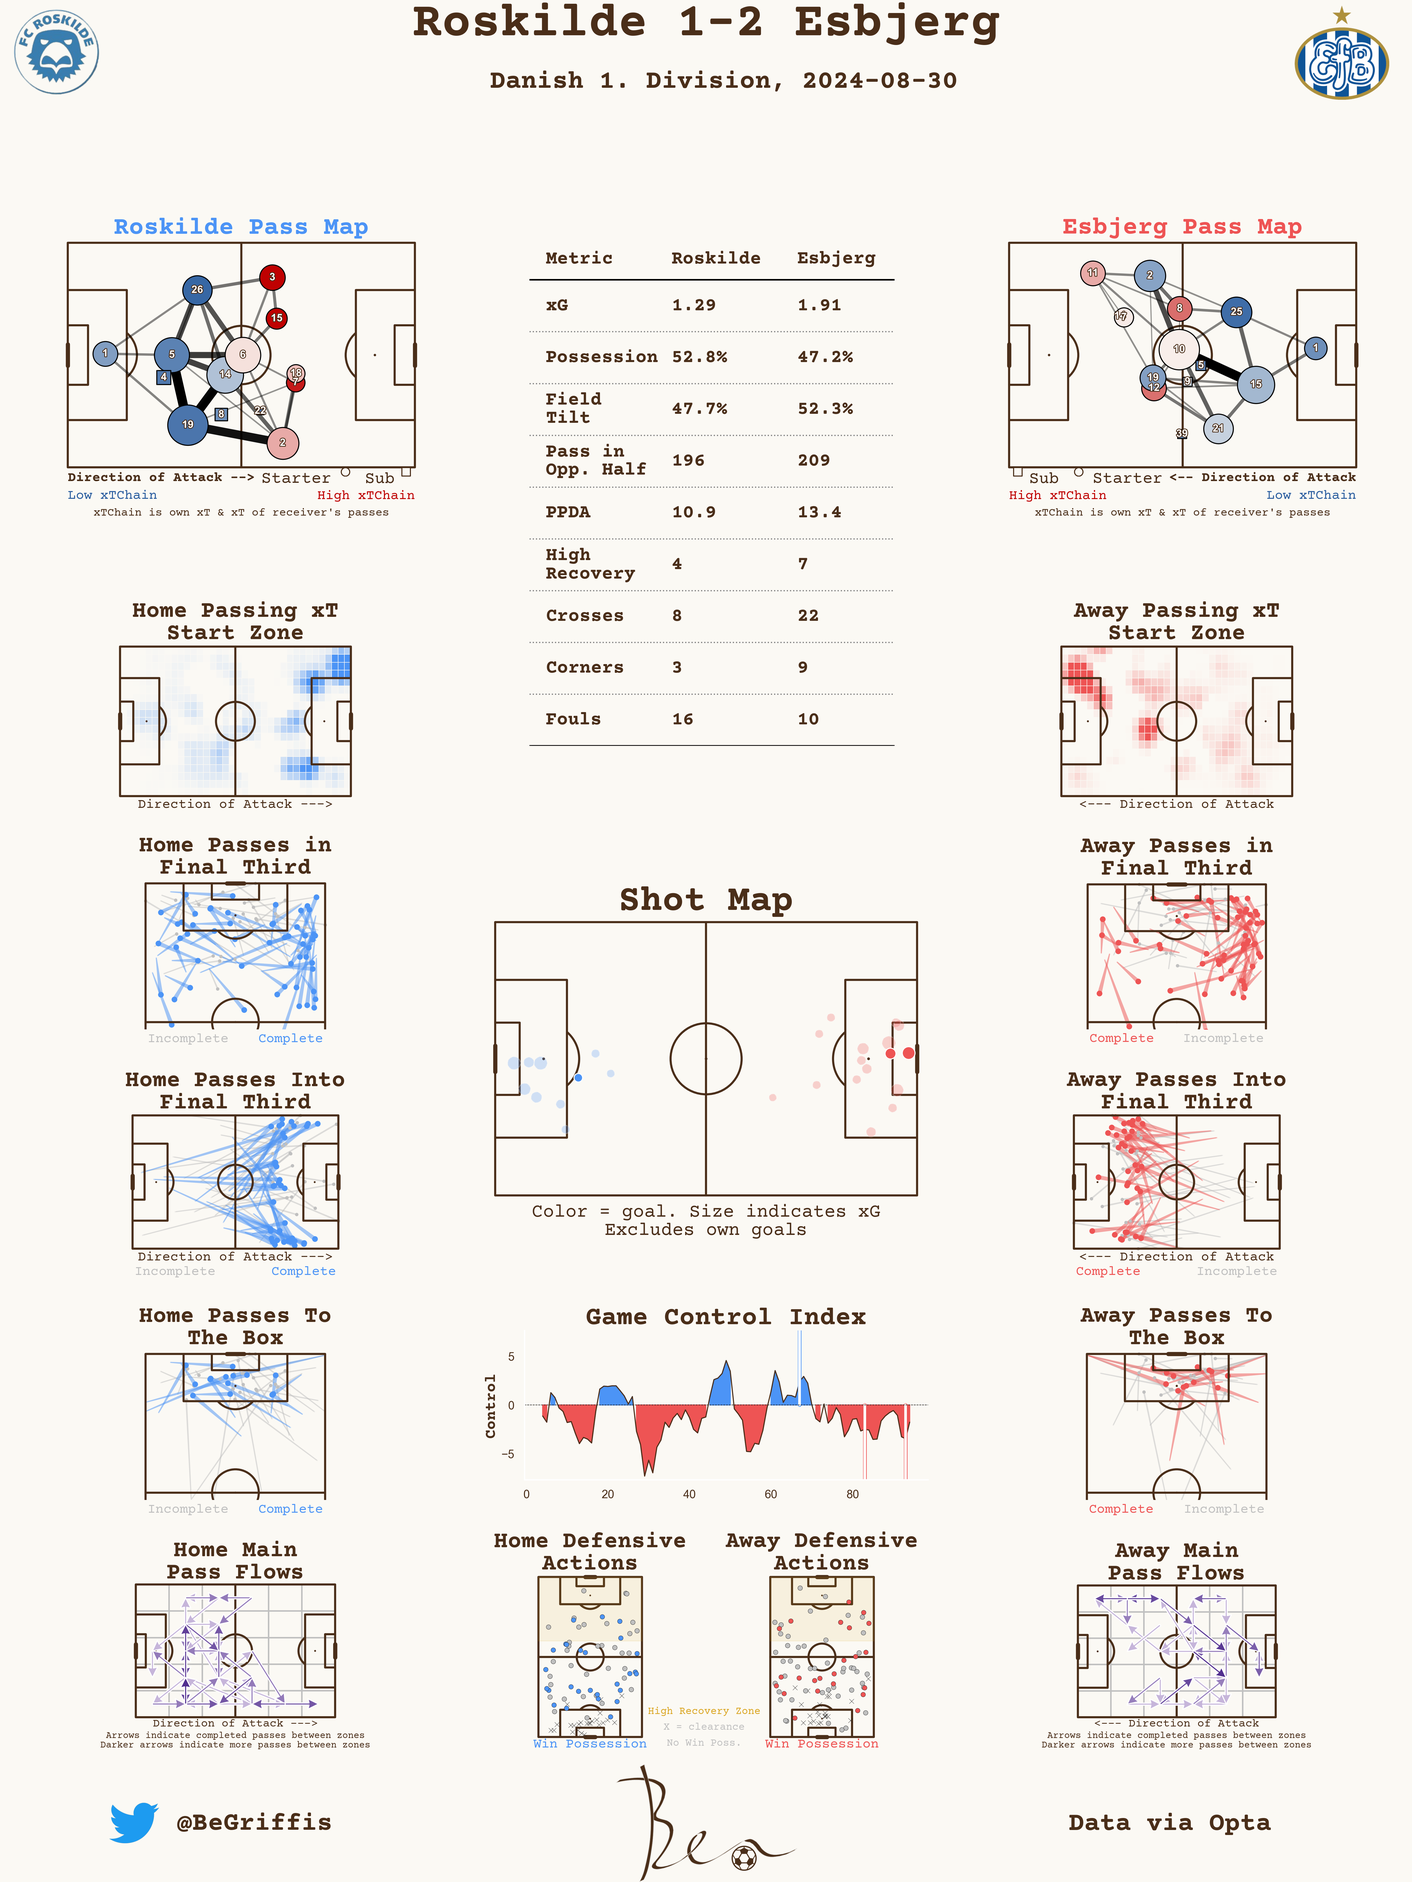 Roskilde 1-2 Esbjerg
Danish 1. Division, 2024-08-30
FC ROSKILDE
EfB
Roskilde Pass Map
26
3
15
1
5
6
4
14
18
7
22
8
19
2
Direction of Attack --> Starter Sub
Low xTChain High xTChain
xTChain is own xT & xT of receiver's passes
Metric Roskilde Esbjerg
xG 1.29 1.91
Possession 52.8% 47.2%
Field
Tilt 47.7% 52.3%
Pass in
Opp. Half 196 209
PPDA 10.9 13.4
High
Recovery 4 7
Crosses 8 22
Corners 3 9
Fouls 16 10
Esbjerg Pass Map
11
2
8
25
10
1
5
19
9
12
15
21
39
Sub Starter <-- Direction of Attack
High xTChain Low xTChain
xTChain is own xT & xT of receiver's passes
Home Passing xT
Start Zone
Direction of Attack --->
Away Passing xT
Start Zone
<--- Direction of Attack
Home Passes in
Final Third
Incomplete Complete
Away Passes in
Final Third
Complete Incomplete
Shot Map
Color = goal. Size indicates xG
Excludes own goals
Home Passes Into
Final Third
Direction of Attack --->
Incomplete Complete
Away Passes Into
Final Third
<--- Direction of Attack
Complete Incomplete
Home Passes To
The Box
Incomplete Complete
Game Control Index
Control
5
0
−5
0 20 40 60 80
Away Passes To
The Box
Complete Incomplete
Home Main
Pass Flows
Direction of Attack --->
Arrows indicate completed passes between zones
Darker arrows indicate more passes between zones
Home Defensive
Actions
Win Possession
High Recovery Zone
X = clearance
No Win Poss.
Away Defensive
Actions
Win Possession
Away Main
Pass Flows
<--- Direction of Attack
Arrows indicate completed passes between zones
Darker arrows indicate more passes between zones
@BeGriffis
Ben
Data via Opta